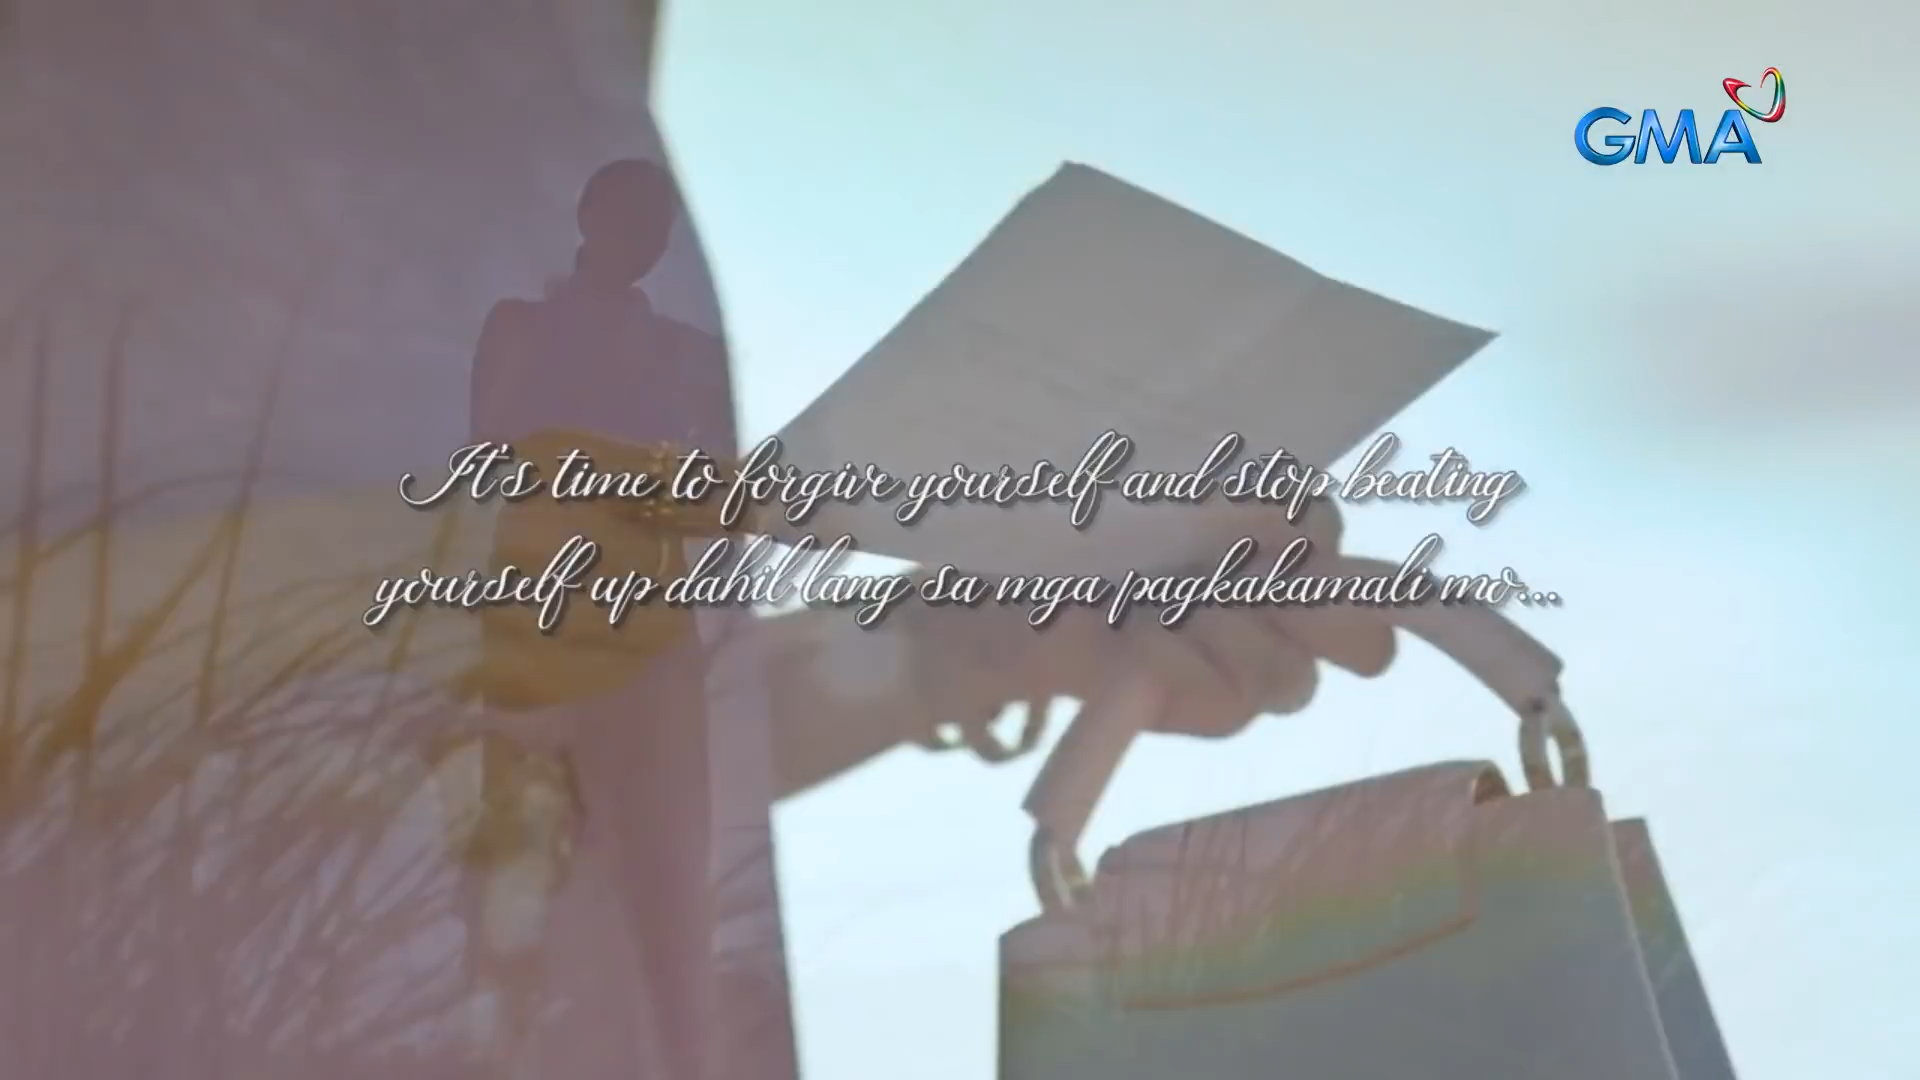 GMA
It's time to forgive yourself and stop beating
yourself up dahil lang sa mga pagkakamali mo...